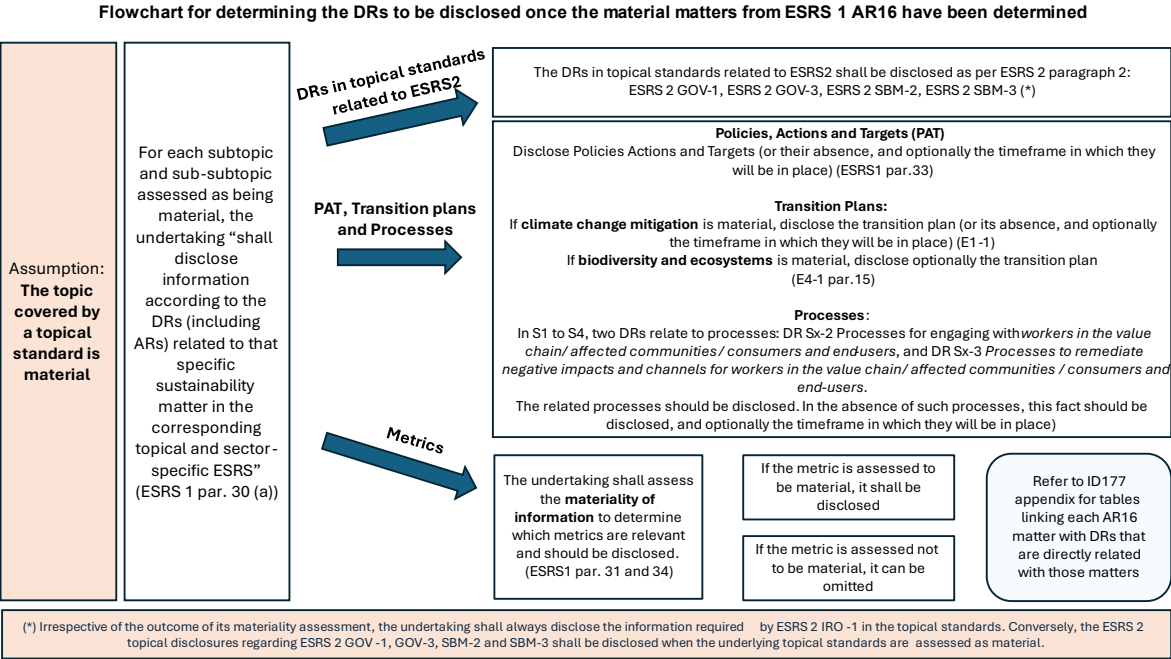 Flowchart for determining the DRs to be disclosed once the material matters from ESRS 1 AR16 have been determined
Assumption:
The topic
covered by
a topical
standard is
material
For each subtopic
and sub-subtopic
assessed as being
material, the
undertaking “shall
disclose
information
according to the
DRs (including
ARs) related to that
specific
sustainability
matter in the
corresponding
topical and sector-
specific ESRS”
(ESRS 1 par. 30 (a))
DRs in topical standards
related to ESRS2
The DRs in topical standards related to ESRS2 shall be disclosed as per ESRS 2 paragraph 2:
ESRS 2 GOV-1, ESRS 2 GOV-3, ESRS 2 SBM-2, ESRS 2 SBM-3 (*)
PAT, Transition plans
and Processes
Policies, Actions and Targets (PAT)
Disclose Policies Actions and Targets (or their absence, and optionally the timeframe in which they
will be in place) (ESRS1 par.33)
Transition Plans:
If climate change mitigation is material, disclose the transition plan (or its absence, and optionally
the timeframe in which they will be in place) (E1-1)
If biodiversity and ecosystems is material, disclose optionally the transition plan
(E4-1 par.15)
Processes:
In S1 to S4, two DRs relate to processes: DR Sx-2 Processes for engaging with workers in the value
chain/ affected communities / consumers and end-users, and DR Sx-3 Processes to remediate
negative impacts and channels for workers in the value chain/ affected communities / consumers and
end-users.
The related processes should be disclosed. In the absence of such processes, this fact should be
disclosed, and optionally the timeframe in which they will be in place)
Metrics
The undertaking shall assess
the materiality of
information to determine
which metrics are relevant
and should be disclosed.
(ESRS1 par. 31 and 34)
If the metric is assessed to
be material, it shall be
disclosed
If the metric is assessed not
to be material, it can be
omitted
Refer to ID177
appendix for tables
linking each AR16
matter with DRs that
are directly related
with those matters
(*) Irrespective of the outcome of its materiality assessment, the undertaking shall always disclose the information required by ESRS 2 IRO -1 in the topical standards. Conversely, the ESRS 2
topical disclosures regarding ESRS 2 GOV -1, GOV-3, SBM-2 and SBM-3 shall be disclosed when the underlying topical standards are assessed as material.